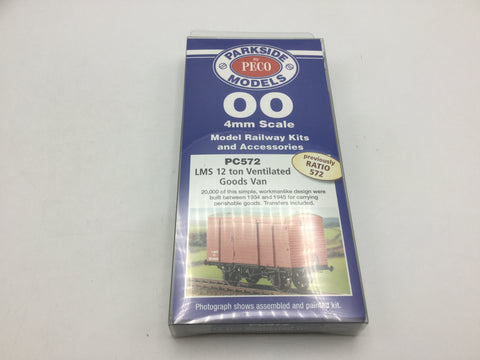 PARKSIDE
by
PECO
MODELS
OO
4mm Scale
Model Railway Kits
and Accessories
PC572
LMS 12 ton Ventilated
Goods Van
previously
RATIO
572
20,000 of this simple, workmanlike design were
built between 1934 and 1945 for carrying
perishable goods. Transfers included.
Photograph shows assembled and painted kit.